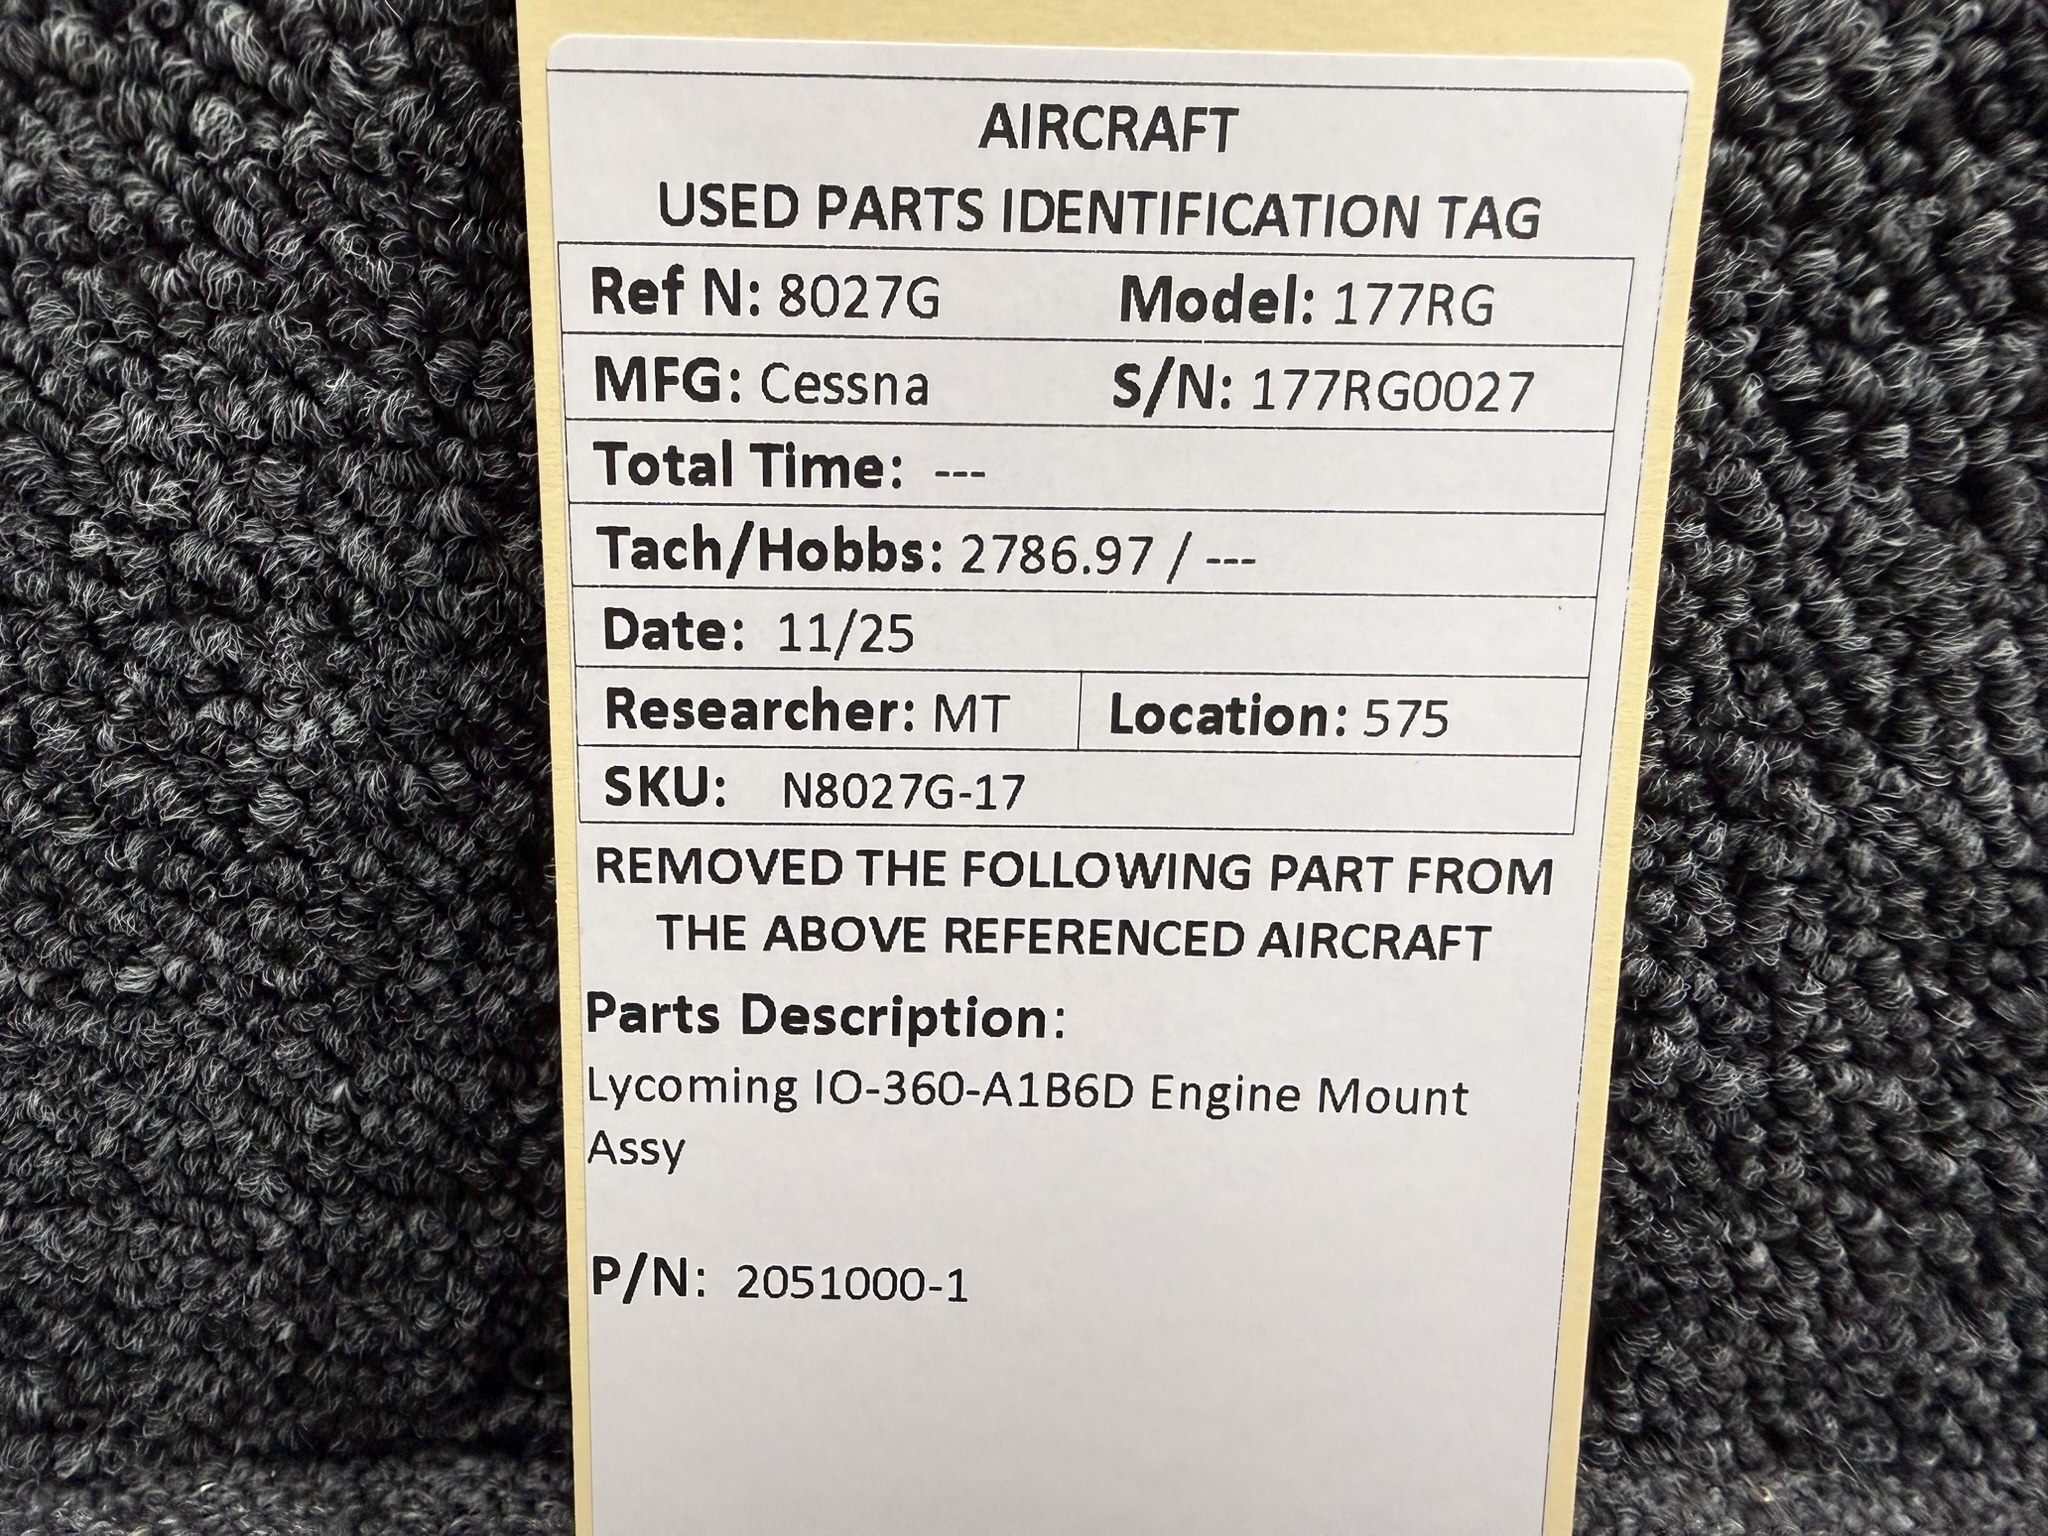 AIRCRAFT
USED PARTS IDENTIFICATION TAG
Ref N: 8027G Model: 177RG
MFG: Cessna S/N: 177RG0027
Total Time: ---
Tach/Hobbs: 2786.97 / ---
Date: 11/25
Researcher: MT Location: 575
SKU: N8027G-17
REMOVED THE FOLLOWING PART FROM
THE ABOVE REFERENCED AIRCRAFT
Parts Description:
Lycoming IO-360-A1B6D Engine Mount
Assy
P/N: 2051000-1